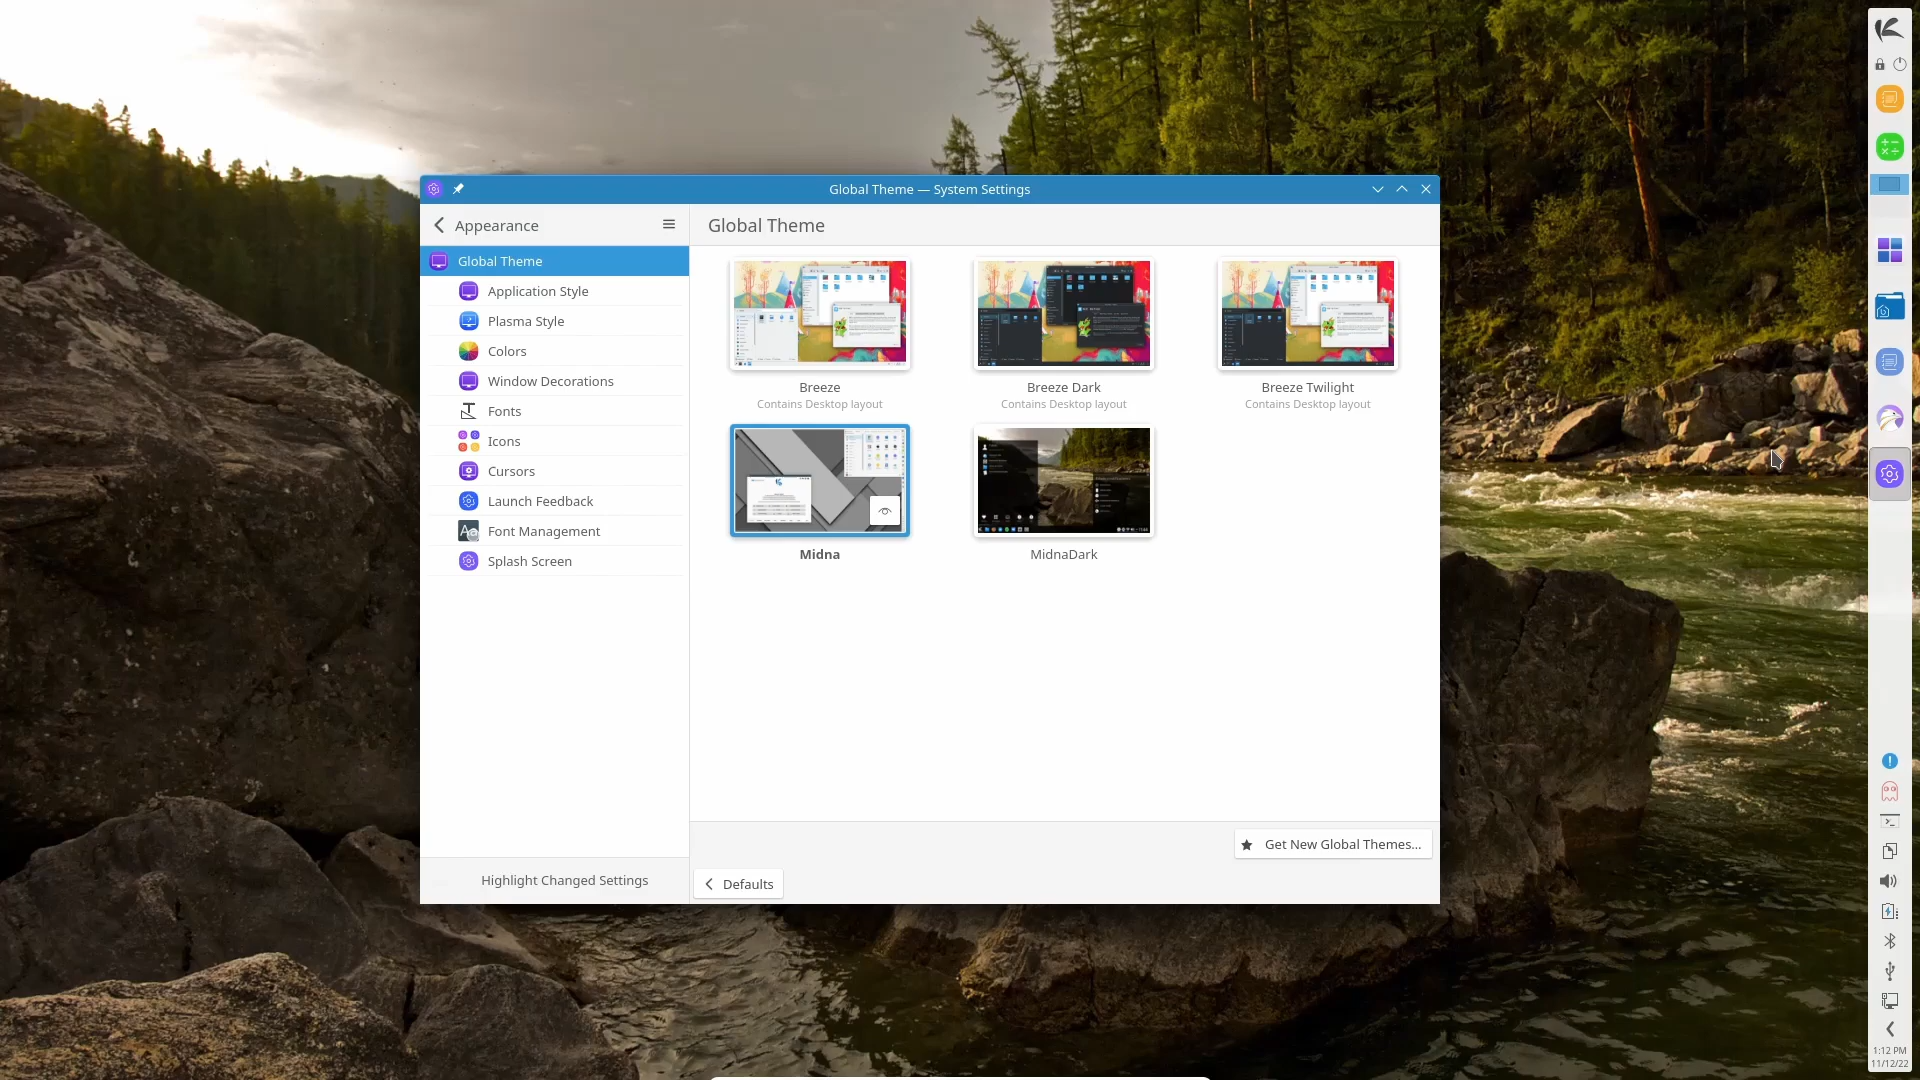 Global Theme — System Settings
Appearance
Global Theme
Global Theme
Application Style
Plasma Style
Colors
Window Decorations
Fonts
Icons
Cursors
Launch Feedback
Font Management
Splash Screen
Highlight Changed Settings
Breeze
Contains Desktop layout
Breeze Dark
Contains Desktop layout
Breeze Twilight
Contains Desktop layout
Midna
MidnaDark
Get New Global Themes...
Defaults
1:12 PM
11/12/22